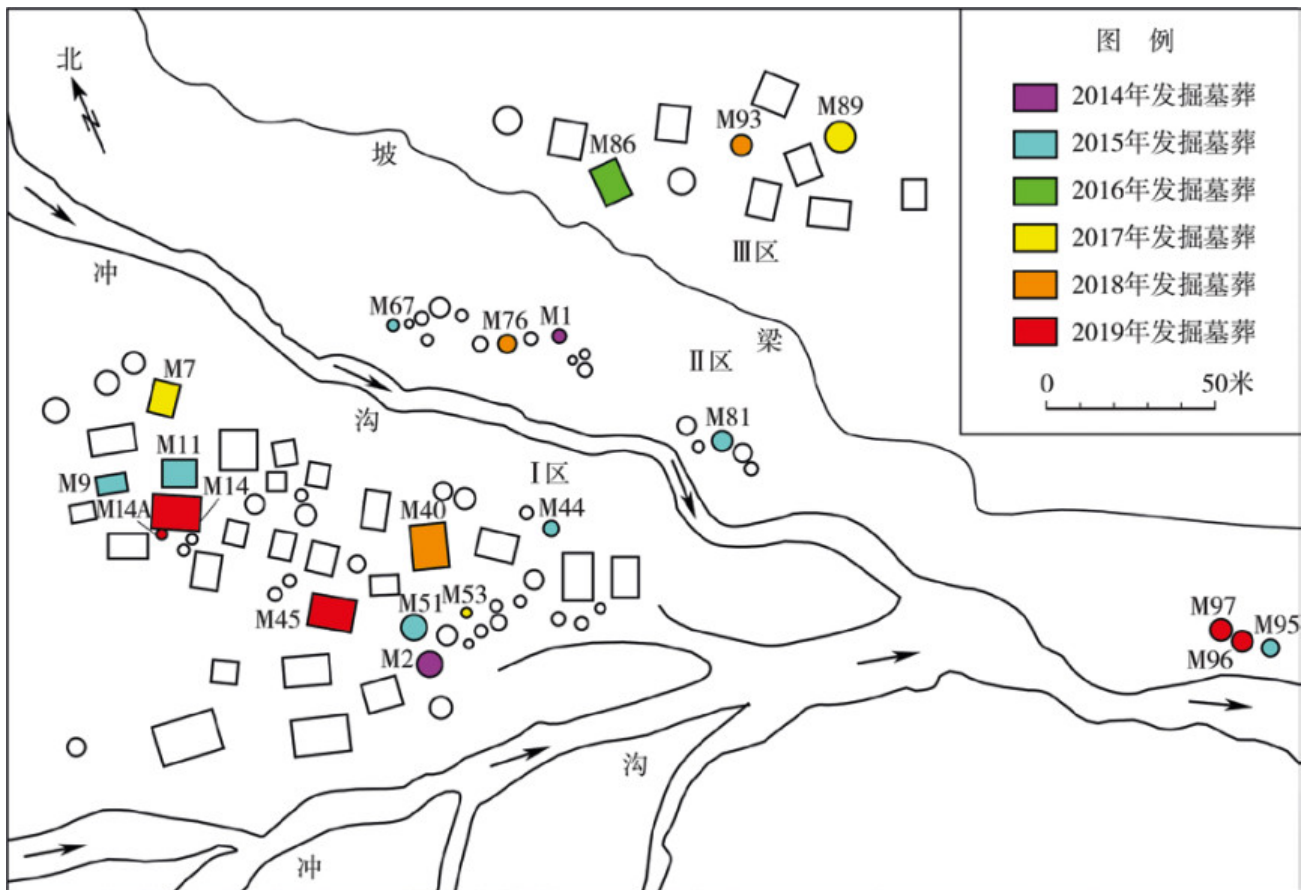 图 例
2014年发掘墓葬
2015年发掘墓葬
2016年发掘墓葬
2017年发掘墓葬
2018年发掘墓葬
2019年发掘墓葬
0 50米
北
坡
M86
M93
M89
Ⅲ区
冲
M67
M76
M1
梁
Ⅱ区
M7
沟
M81
M11
M9
M14
M14A
Ⅰ区
M40
M44
M45
M51
M53
M2
M97
M95
M96
沟
冲